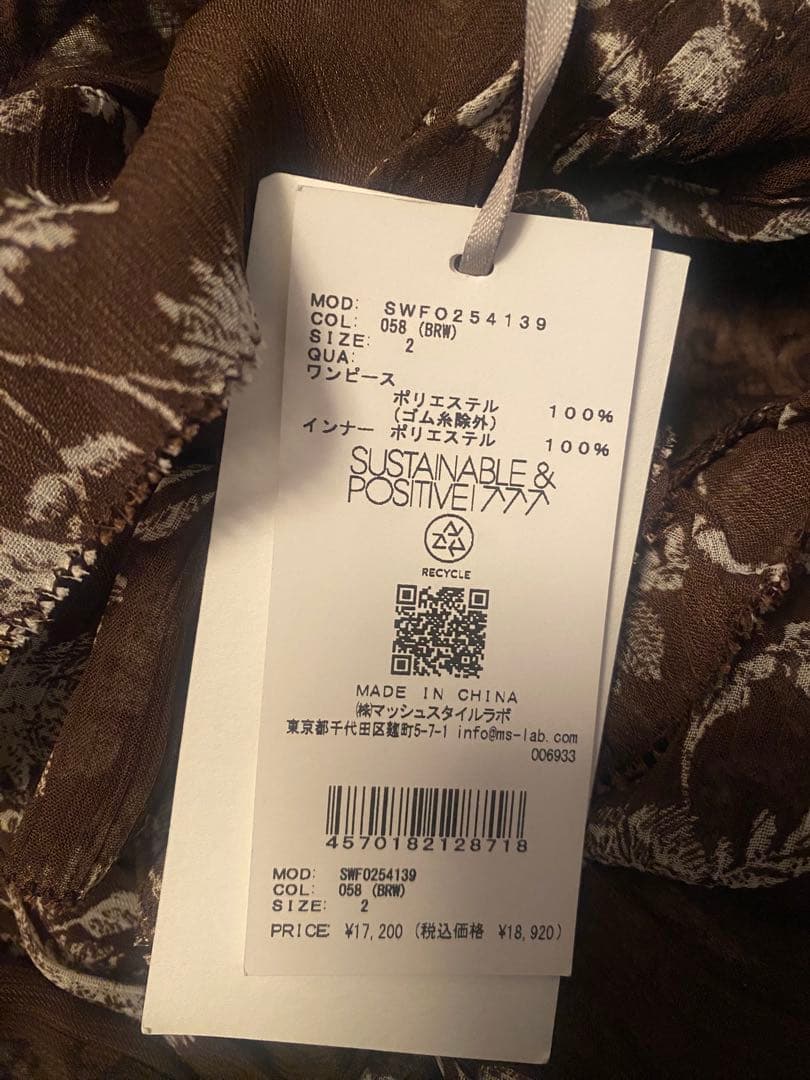 MOD: SWFO254139
COL: 058 (BRW)
SIZE: 2
QUA:
ワンピース
ポリエステル 100%
(ゴム糸除外)
インナー ポリエステル 100%
SUSTAINABLE &
POSITIVE!
RECYCLE
MADE IN CHINA
㈱マッシュスタイルラボ
東京都千代田区麹町5-7-1 info@ms-lab.com
006933
4570182128718
MOD: SWFO254139
COL: 058 (BRW)
SIZE: 2
PRICE: ¥17,200 (税込価格 ¥18,920)